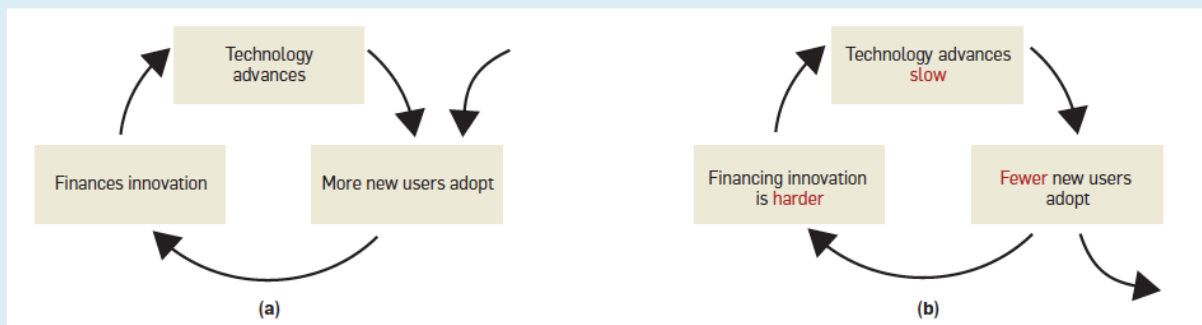 Technology
advances
Finances innovation
More new users adopt
(a)
Technology advances
slow
Financing innovation
is harder
Fewer new users
adopt
(b)